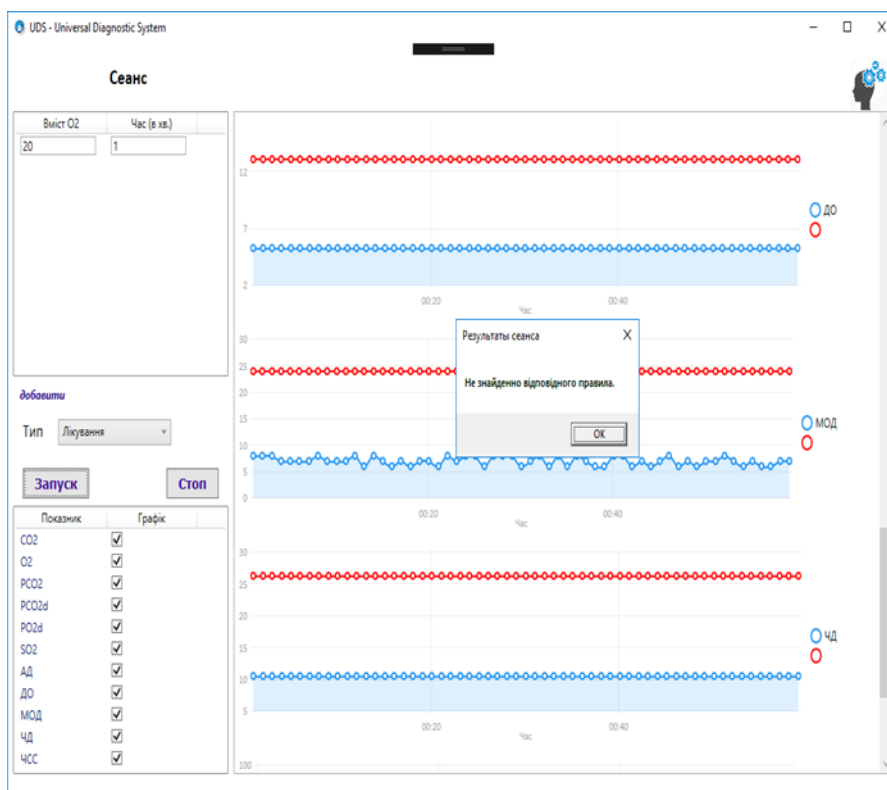 UDS - Universal Diagnostic System
Сеанс
Вміст O2 Час (в хв.)
20 1
добавити
Тип Лікування
Запуск Стоп
Показник Графік
CO2
O2
PCO2
PCO2d
PO2d
SO2
АД
ДО
МОД
ЧД
ЧСС
12
7
2
00:20 00:40
Час
ДО
30
25
20
15
10
5
0
00:20 00:40
Час
МОД
30
25
20
15
10
5
00:20 00:40
Час
ЧД
100
Результаты сеанса X
Не знайденно відповідного правила.
OK